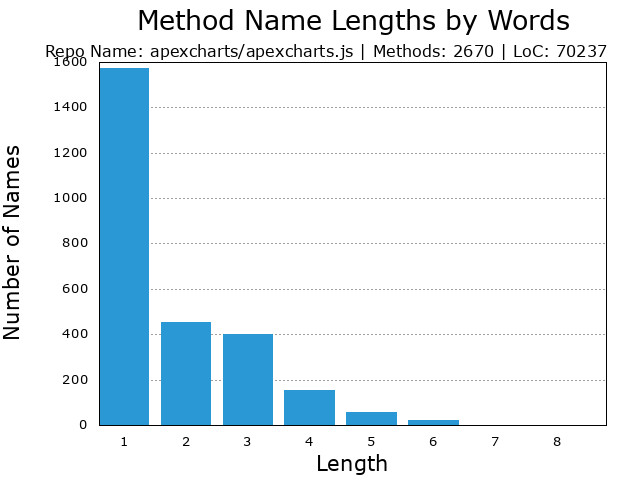 Method Name Lengths by Words
Repo Name: apexcharts/apexcharts.js | Methods: 2670 | LoC: 70237
Number of Names
1600
1400
1200
1000
800
600
400
200
0
1 2 3 4 5 6 7 8
Length